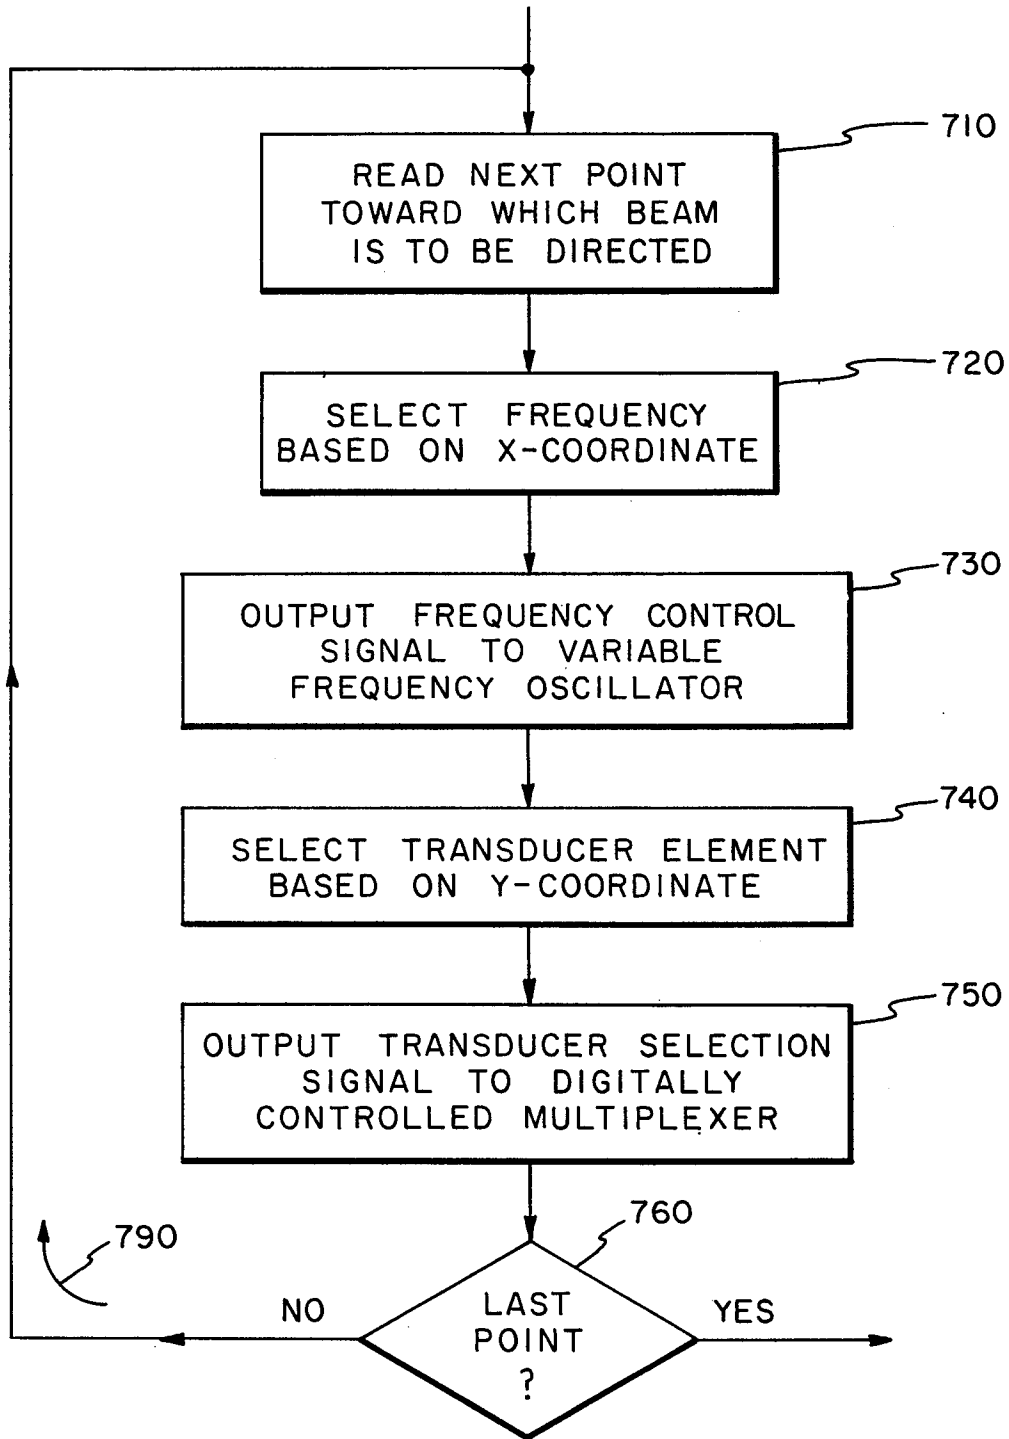 710
READ NEXT POINT
TOWARD WHICH BEAM
IS TO BE DIRECTED
720
SELECT FREQUENCY
BASED ON X-COORDINATE
730
OUTPUT FREQUENCY CONTROL
SIGNAL TO VARIABLE
FREQUENCY OSCILLATOR
740
SELECT TRANSDUCER ELEMENT
BASED ON Y-COORDINATE
750
OUTPUT TRANSDUCER SELECTION
SIGNAL TO DIGITALLY
CONTROLLED MULTIPLEXER
760
790
NO
LAST
POINT
?
YES